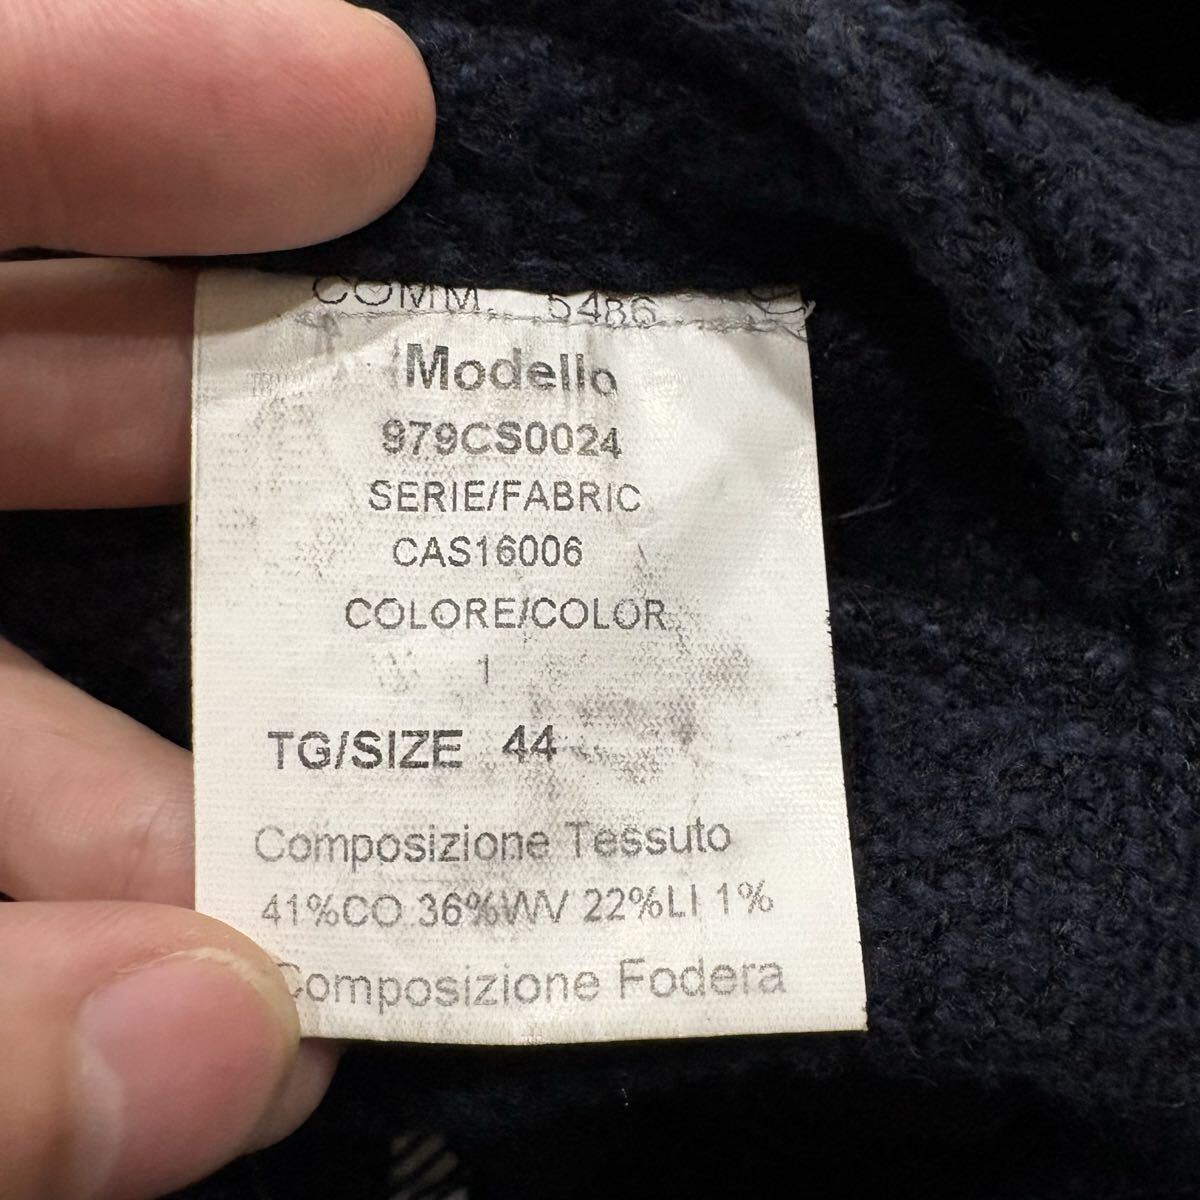 COMM. 5486
Modello
979CS0024
SERIE/FABRIC
CAS16006
COLORE/COLOR
1
TG/SIZE 44
Composizione Tessuto
41%CO 36%WV 22%LI 1%
Composizione Fodera